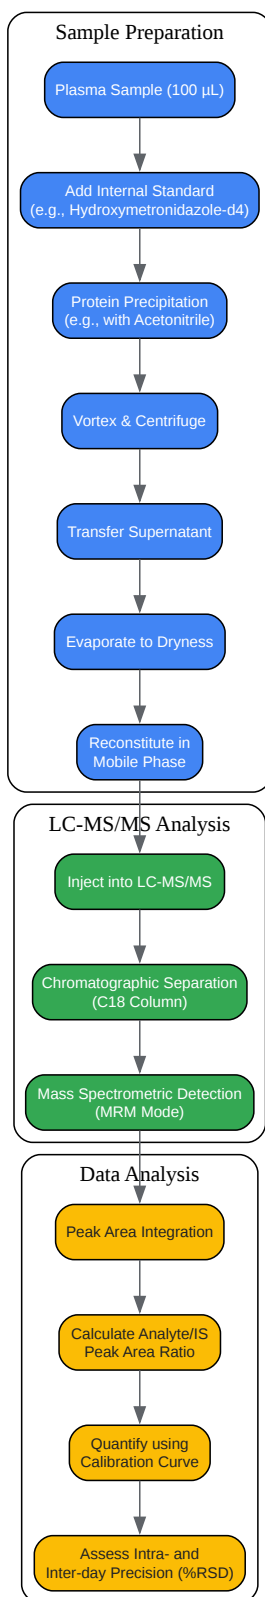 Sample Preparation
Plasma Sample (100 µL)
Add Internal Standard
(e.g., Hydroxymetronidazole-d4)
Protein Precipitation
(e.g., with Acetonitrile)
Vortex & Centrifuge
Transfer Supernatant
Evaporate to Dryness
Reconstitute in
Mobile Phase
LC-MS/MS Analysis
Inject into LC-MS/MS
Chromatographic Separation
(C18 Column)
Mass Spectrometric Detection
(MRM Mode)
Data Analysis
Peak Area Integration
Calculate Analyte/IS
Peak Area Ratio
Quantify using
Calibration Curve
Assess Intra- and
Inter-day Precision (%RSD)